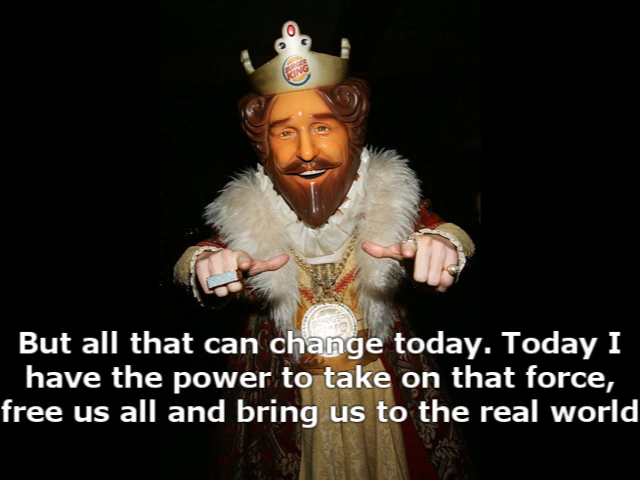 BURGER
KING
But all that can change today. Today I
have the power to take on that force,
free us all and bring us to the real world